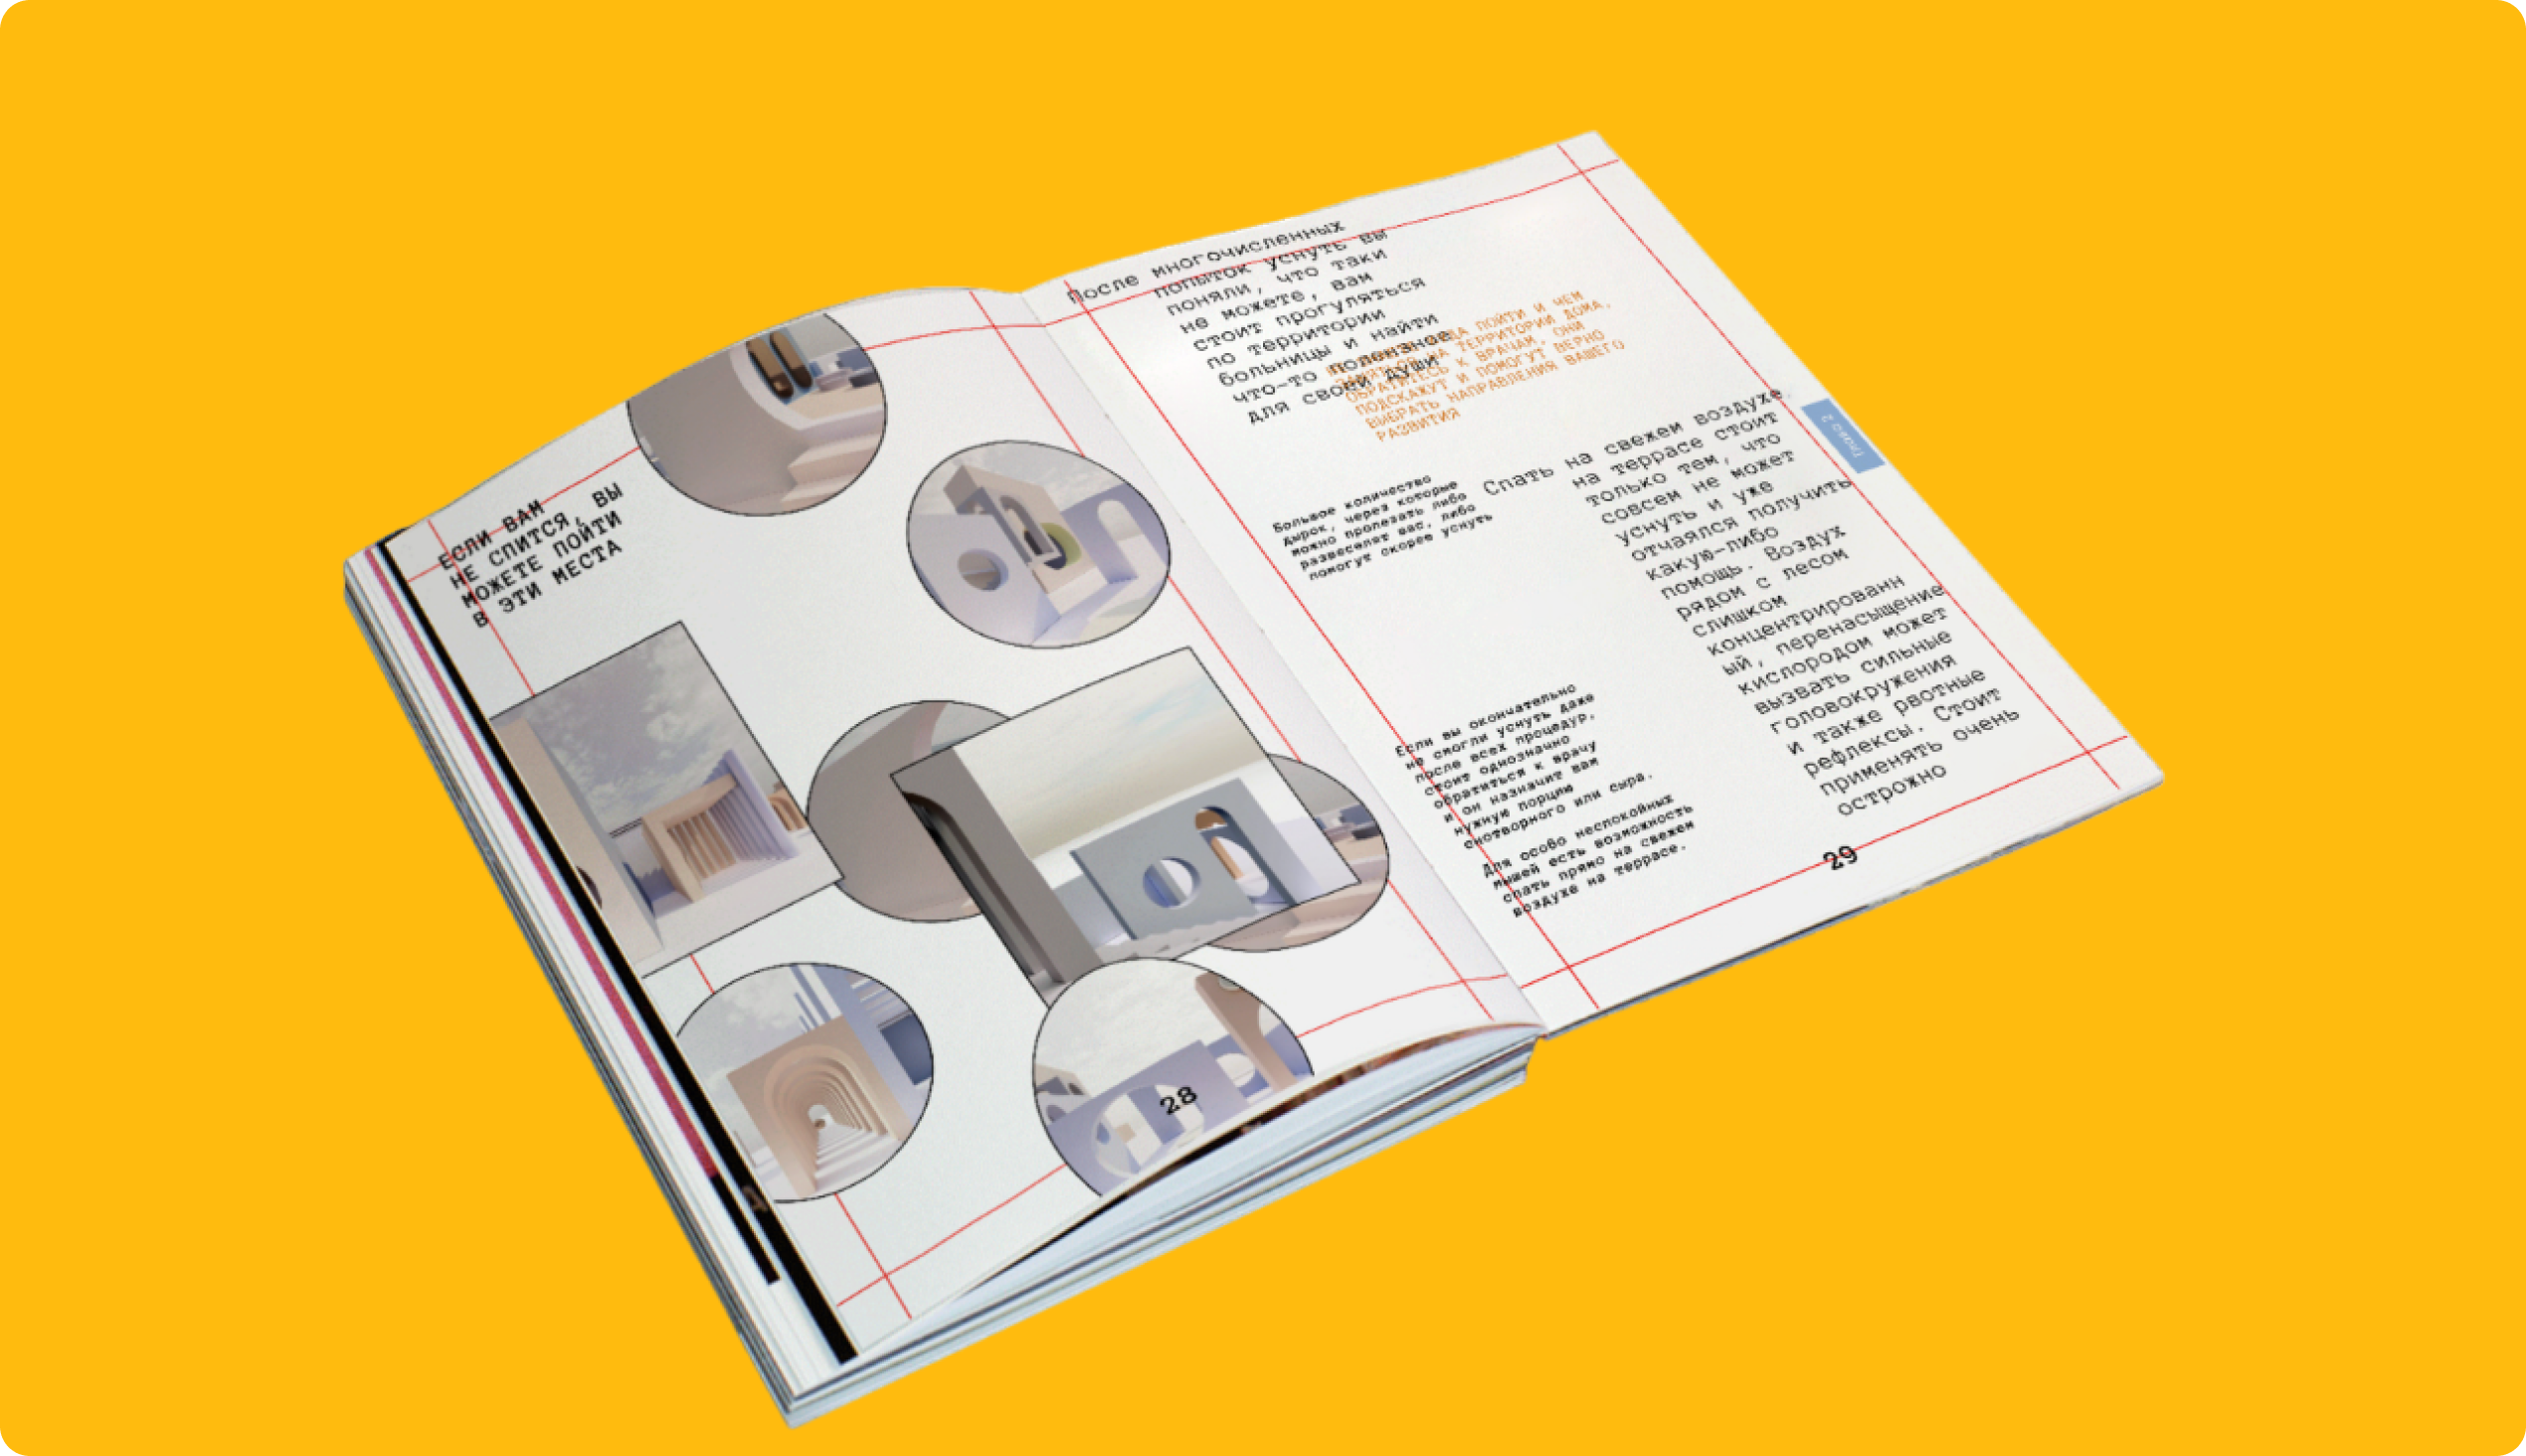 ЕСЛИ ВАМ
НЕ СПИТСЯ, ВЫ
МОЖЕТЕ ПОЙТИ
В ЭТИ МЕСТА
28
После многочисленных
попыток уснуть вы
поняли, что таки
не можете, вам
стоит прогуляться
по территории
больницы и найти
что-то полезное
для своей души
ПОЙТИ И ЧЕМ
НА ТЕРРИТОРИИ ДОМА,
ОБРАТИТЕСЬ К ВРАЧАМ, ОНИ
ПОДСКАЖУТ И ПОМОГУТ ВЕРНО
ВЫБРАТЬ НАПРАВЛЕНИЯ ВАШЕГО
РАЗВИТИЯ
Большое количество
дырок, через которые
можно пролезать либо
развеселят вас, либо
помогут скорее уснуть
Спать на свежем воздухе
на террасе стоит
только тем, что
совсем не может
уснуть и уже
отчаялся получить
какую-либо
помощь. Воздух
рядом с лесом
слишком
концентрированн
ый, перенасыщение
кислородом может
вызвать сильные
головокружения
и также рвотные
рефлексы. Стоит
применять очень
осторожно
Глава 2
Если вы окончательно
не смогли уснуть даже
после всех процедур,
стоит однозначно
обратиться к врачу
и он назначит вам
нужную порцию
снотворного или сыра.
Для особо неспокойных
мышей есть возможность
спать прямо на свежем
воздухе на террасе.
29